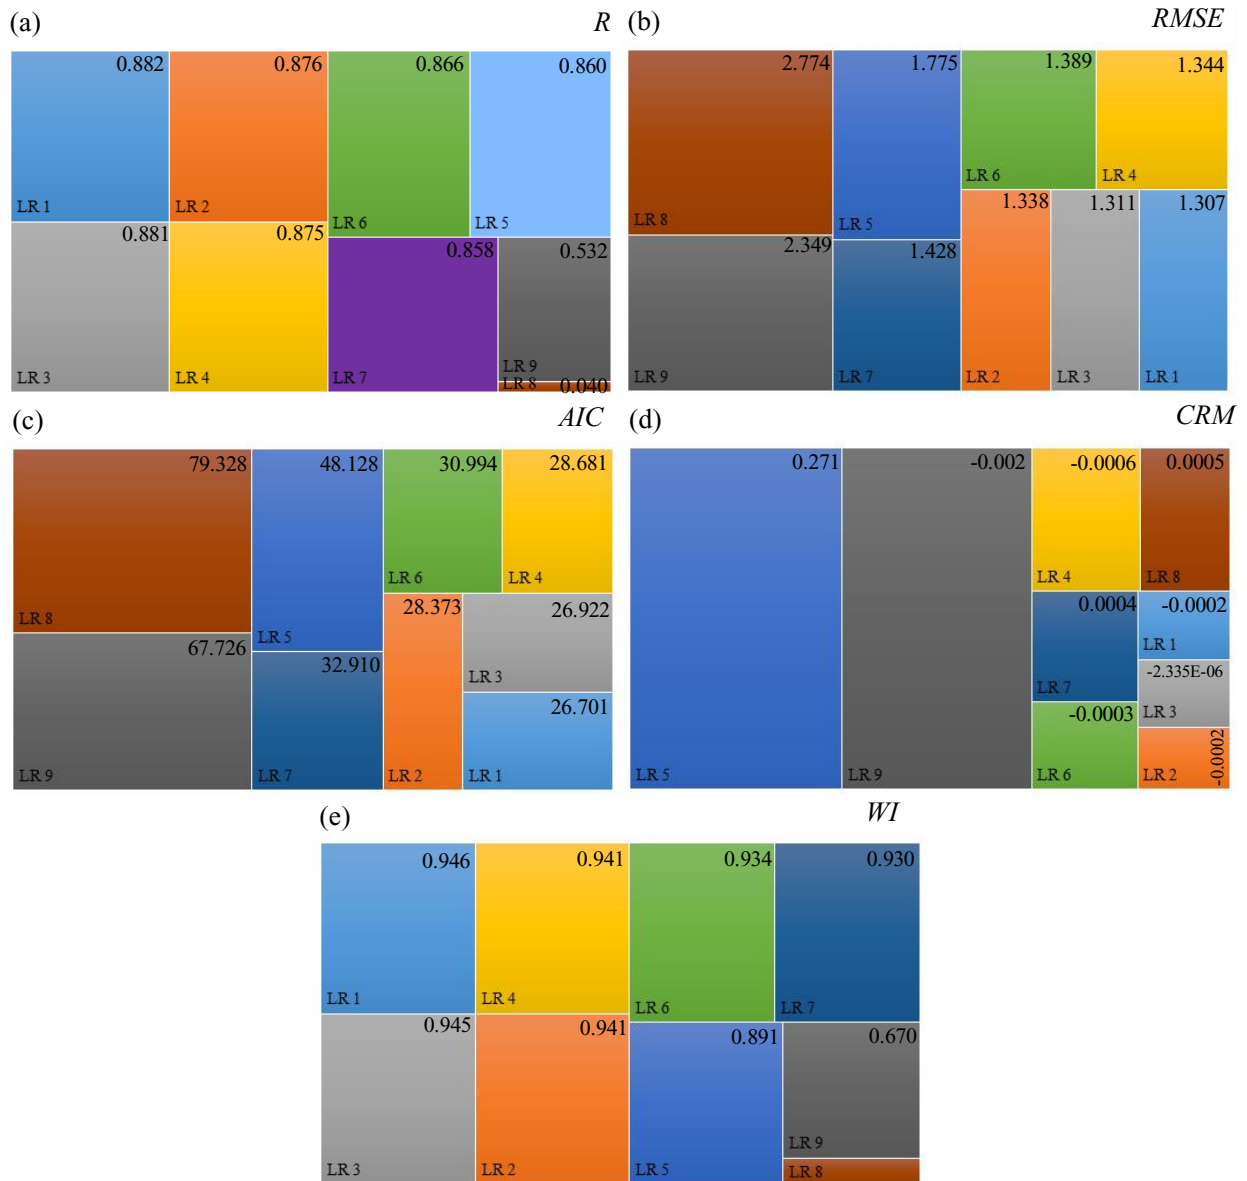 (a) R
0.882 0.876 0.866 0.860
LR 1 LR 2 LR 6 LR 5
0.881 0.875 0.858 0.532
LR 9
LR 3 LR 4 LR 7 LR 8 0.040
(b) RMSE
2.774 1.775 1.389 1.344
LR 6 LR 4
1.338 1.311 1.307
LR 8 LR 5
2.349 1.428
LR 9 LR 7 LR 2 LR 3 LR 1
(c) AIC
79.328 48.128 30.994 28.681
LR 6 LR 4
28.373 26.922
LR 8 LR 5
67.726 32.910
LR 3
26.701
LR 9 LR 7 LR 2 LR 1
(d) CRM
0.271 -0.002 -0.0006 0.0005
LR 4 LR 8
0.0004 -0.0002
LR 1
-2.335E-06
LR 7 LR 3
-0.0003
-0.0002
LR 5 LR 9 LR 6 LR 2
(e) WI
0.946 0.941 0.934 0.930
LR 1 LR 4 LR 6 LR 7
0.945 0.941 0.891 0.670
LR 9
LR 3 LR 2 LR 5 LR 8